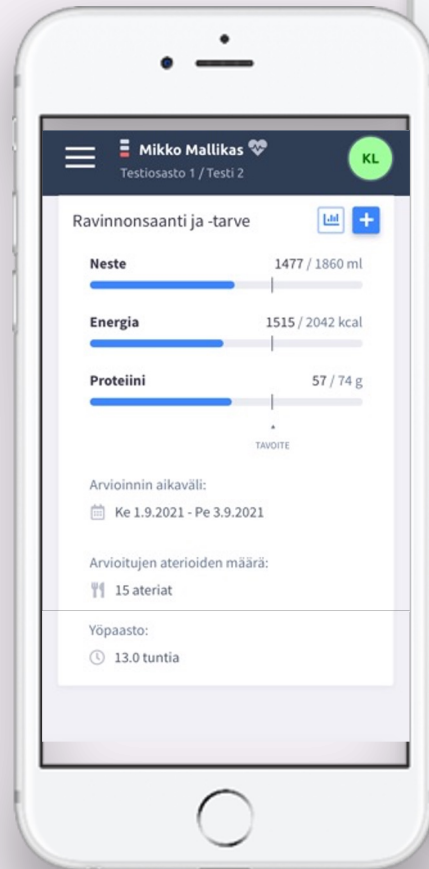 Mikko Mallikas
KL
Testiosasto 1 / Testi 2
Ravinnonsaanti ja -tarve
Neste 1477 / 1860 ml
Energia 1515 / 2042 kcal
Proteiini 57 / 74 g
TAVOITE
Arvioinnin aikaväli:
Ke 1.9.2021 - Pe 3.9.2021
Arvioitujen aterioiden määrä:
15 ateriat
Yöpaasto:
13.0 tuntia